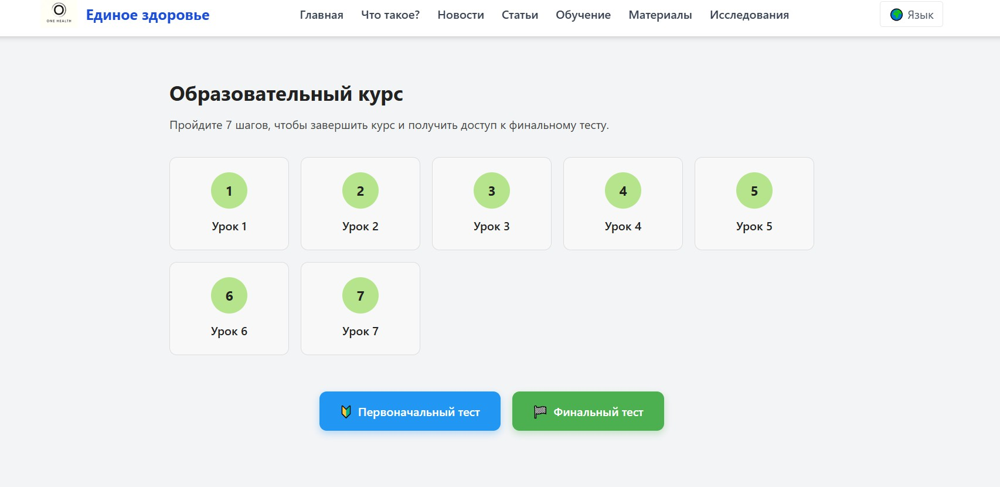 ONE HEALTH
Единое здоровье
Главная
Что такое?
Новости
Статьи
Обучение
Материалы
Исследования
Язык
Образовательный курс
Пройдите 7 шагов, чтобы завершить курс и получить доступ к финальному тесту.
1
Урок 1
2
Урок 2
3
Урок 3
4
Урок 4
5
Урок 5
6
Урок 6
7
Урок 7
Первоначальный тест
Финальный тест